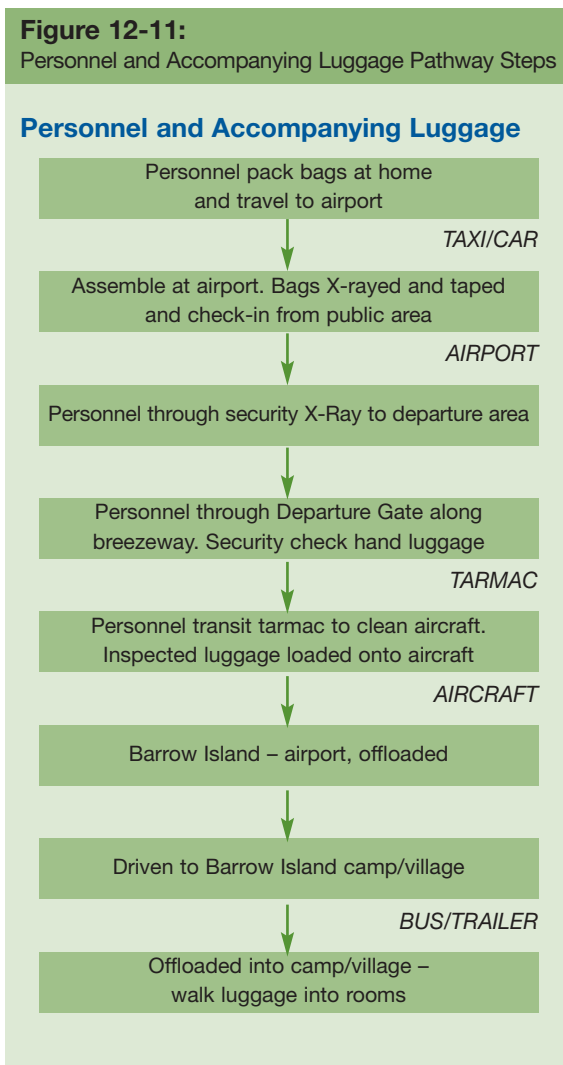 Figure 12-11:
Personnel and Accompanying Luggage Pathway Steps
Personnel and Accompanying Luggage
Personnel pack bags at home
and travel to airport
TAXI/CAR
Assemble at airport. Bags X-rayed and taped
and check-in from public area
AIRPORT
Personnel through security X-Ray to departure area
Personnel through Departure Gate along
breezeway. Security check hand luggage
TARMAC
Personnel transit tarmac to clean aircraft.
Inspected luggage loaded onto aircraft
AIRCRAFT
Barrow Island – airport, offloaded
Driven to Barrow Island camp/village
BUS/TRAILER
Offloaded into camp/village –
walk luggage into rooms